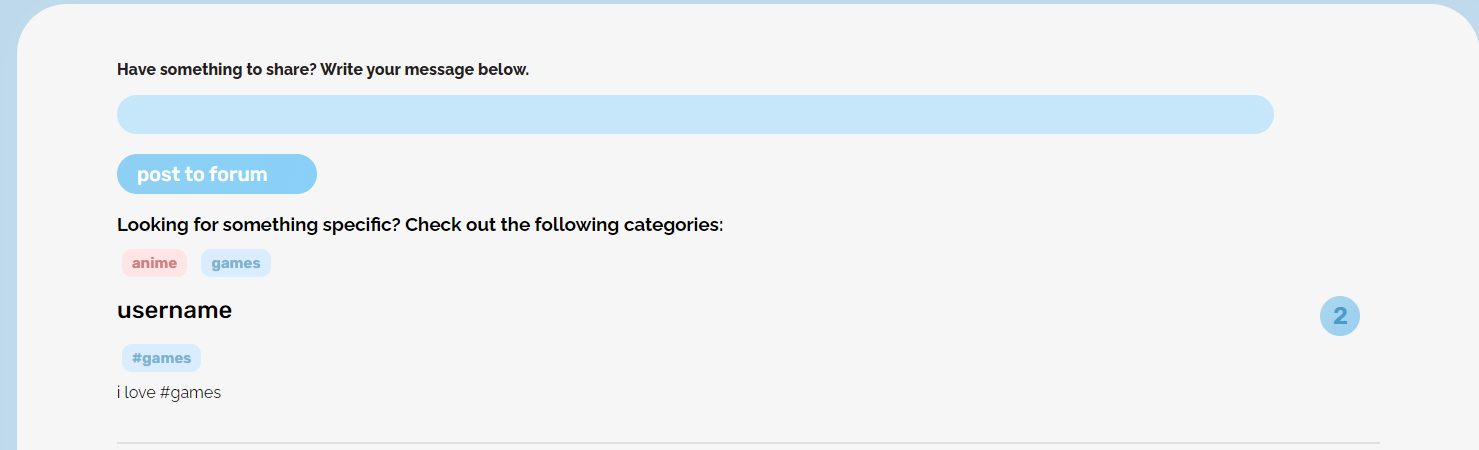 Have something to share? Write your message below.
post to forum
Looking for something specific? Check out the following categories:
anime games
username 2
#games
i love #games